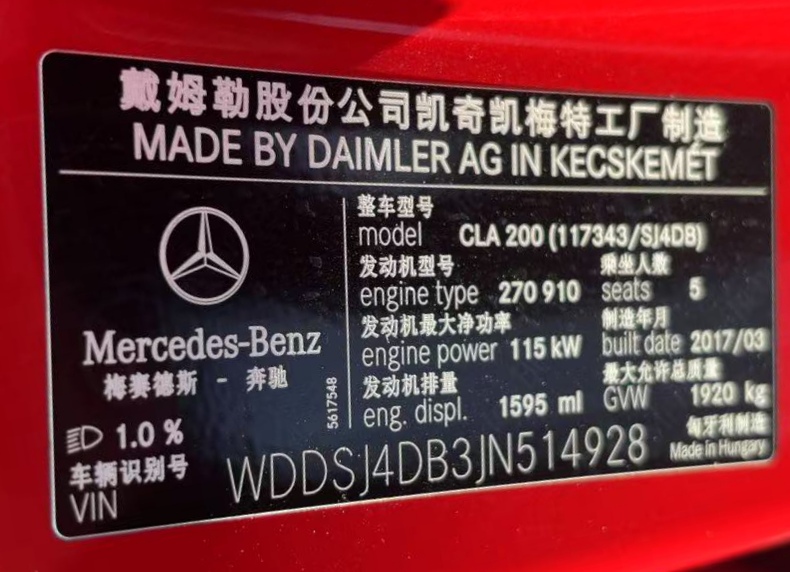 戴姆勒股份公司凯奇凯梅特工厂制造
MADE BY DAIMLER AG IN KECSKEMÉT
整车型号
model CLA 200 (117343/SJ4DB)
发动机型号 乘坐人数
engine type 270 910 seats 5
发动机最大净功率 制造年月
engine power 115 kW built date 2017/03
发动机排量 最大允许总质量
eng. displ. 1595 ml GVW 1920 kg
Mercedes-Benz
梅赛德斯 - 奔驰
5617548
1.0 %
匈牙利制造
Made in Hungary
车辆识别号
VIN WDDSJ4DB3JN514928